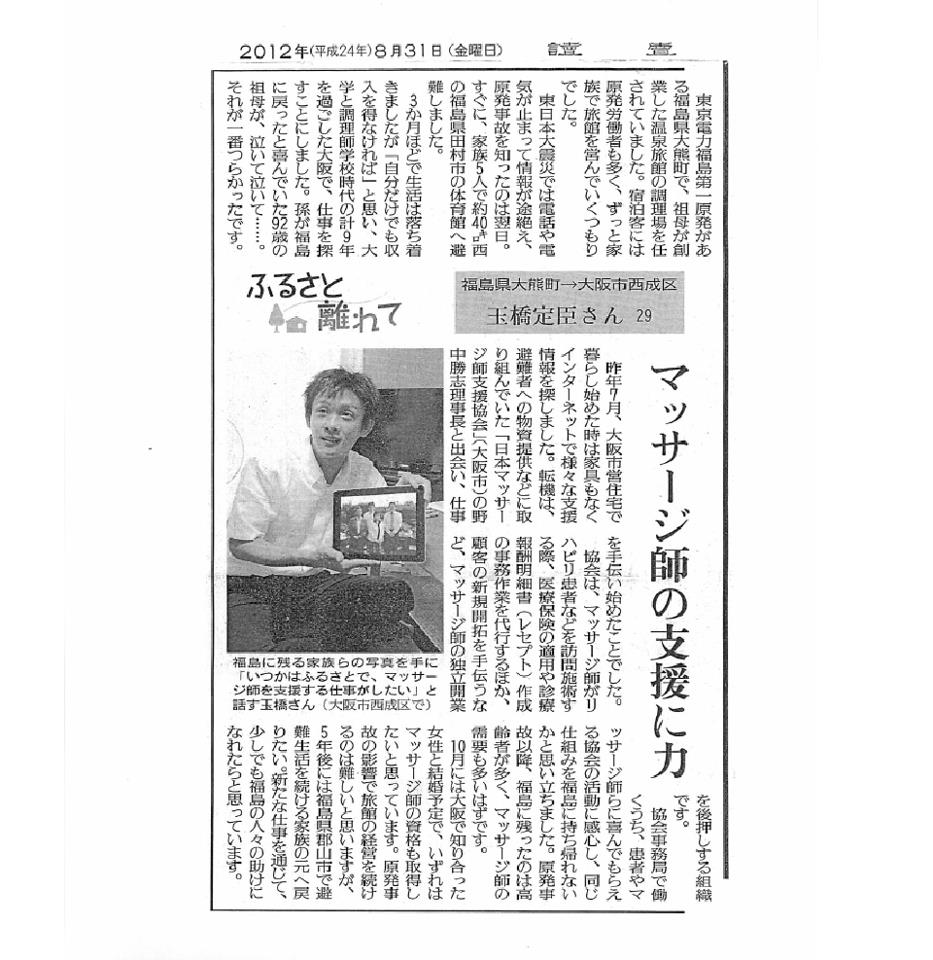 2012年(平成24年)8月31日(金曜日)
讀賣
東京電力福島第一原発があ
る福島県大熊町で、祖母が創
業した温泉旅館の調理場を任
されていました。宿泊客には
原発労働者も多く、ずっと家
族で旅館を営んでいくつもり
でした。
東日本大震災では電話や電
気が止まって情報が途絶え、
原発事故を知ったのは翌日。
すぐに、家族5人で約40㌔西
の福島県田村市の体育館へ避
難しました。
3か月ほどで生活は落ち着
きましたが「自分だけでも収
入を得なければ」と思い、大
学と調理師学校時代の計9年
を過ごした大阪で、仕事を探
すことにしました。孫が福島
に戻ったと喜んでいた92歳の
祖母が、泣いて泣いて……。
それが一番つらかったです。
ふるさと
離れて
福島県大熊町→大阪市西成区
玉橋定臣さん 29
マッサージ師の支援に力
昨年7月、大阪市営住宅で
暮らし始めた時は家具もなく
インターネットで様々な支援
情報を探しました。転機は、
避難者への物資提供などに取
り組んでいた「日本マッサー
ジ師支援協会」(大阪市)の野
中勝志理事長と出会い、仕事
を手伝い始めたことでした。
協会は、マッサージ師がリ
ハビリ患者などを訪問施術す
る際、医療保険の適用や診療
報酬明細書(レセプト)作成
の事務作業を代行するほか、
顧客の新規開拓を手伝うな
ど、マッサージ師の独立開業
を後押しする組織
です。
協会事務局で働
くうち、患者やマ
ッサージ師らに喜んでもらえ
る協会の活動に感心し、同じ
仕組みを福島に持ち帰れない
かと思い立ちました。原発事
故以降、福島に残ったのは高
齢者が多く、マッサージ師の
需要も多いはずです。
10月には大阪で知り合った
女性と結婚予定で、いずれは
マッサージ師の資格も取得し
たいと思っています。原発事
故の影響で旅館の経営を続け
るのは難しいと思いますが、
5年後には福島県郡山市で避
難生活を続ける家族の元へ戻
りたい。新たな仕事を通じて、
少しでも福島の人々の助けに
なれたらと思っています。
福島に残る家族らの写真を手に
「いつかはふるさとで、マッサー
ジ師を支援する仕事がしたい」と
話す玉橋さん(大阪市西成区で)